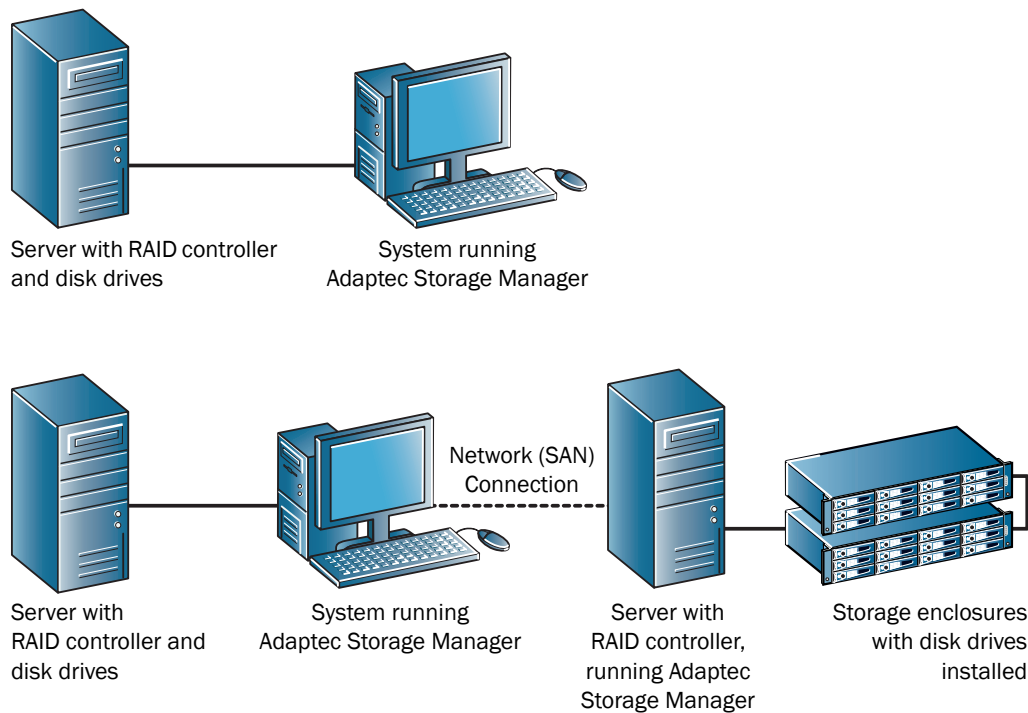 Server with RAID controller
and disk drives
System running
Adaptec Storage Manager
Network (SAN)
Connection
Server with
RAID controller and
disk drives
System running
Adaptec Storage Manager
Server with
RAID controller,
running Adaptec
Storage Manager
Storage enclosures
with disk drives
installed